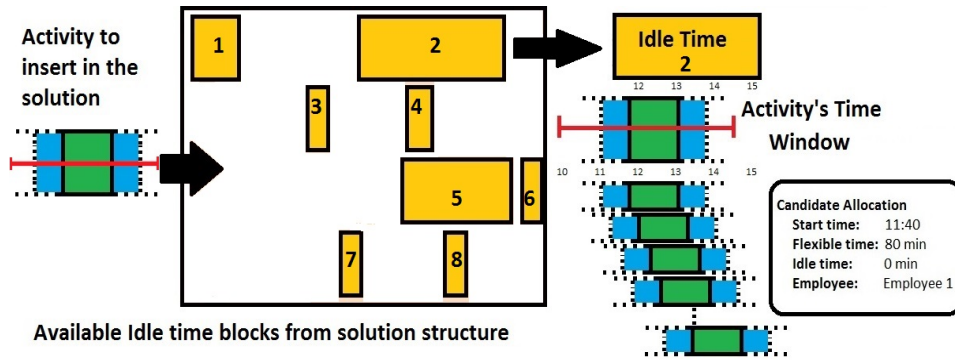 Activity to
insert in the
solution
1
2
3
4
5
6
7
8
Available Idle time blocks from solution structure
Idle Time
2
12 13 14 15
Activity's Time
Window
10 11 12 13 14 15
Candidate Allocation
Start time: 11:40
Flexible time: 80 min
Idle time: 0 min
Employee: Employee 1